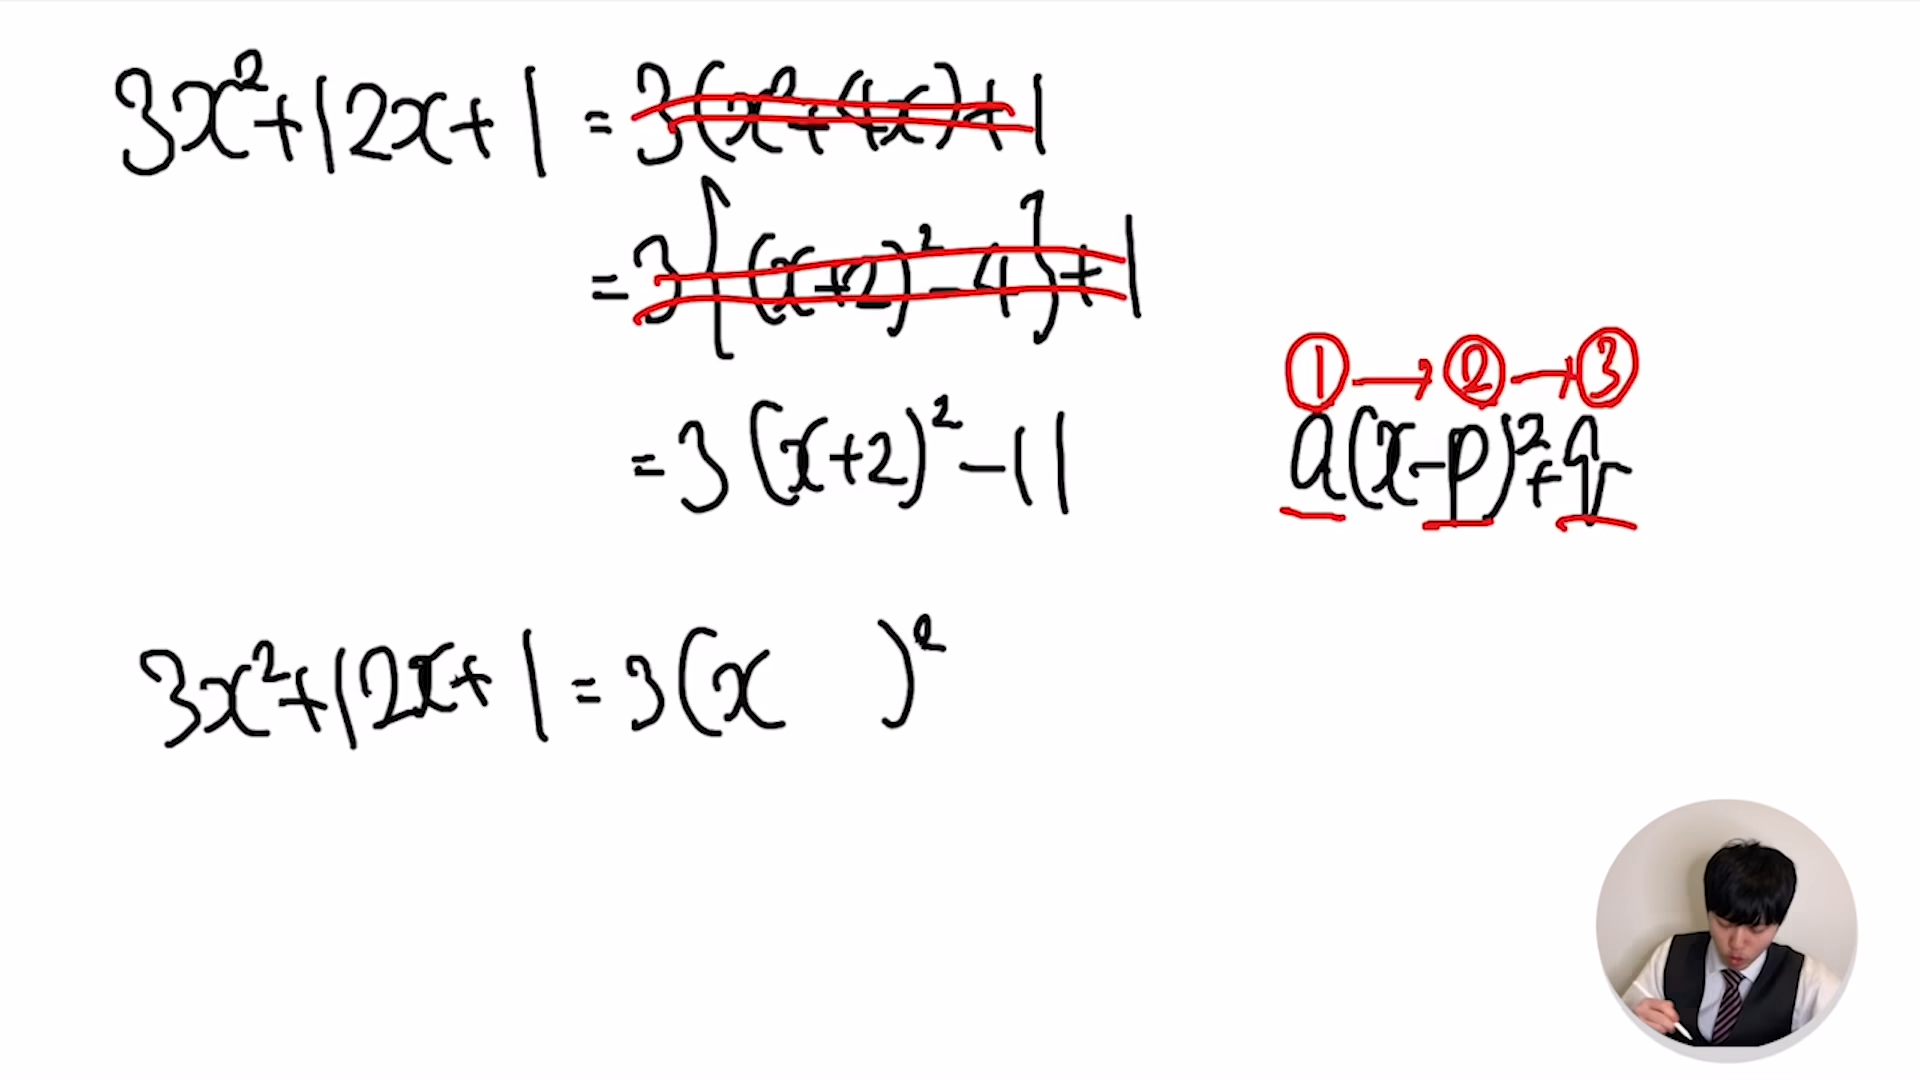 3x²+12x+1 = 3(x²+4x)+1
= 3{(x+2)²-4}+1
= 3(x+2)²-11
① → ② → ③
a(x-p)²+q
3x²+12x+1 = 3(x )²